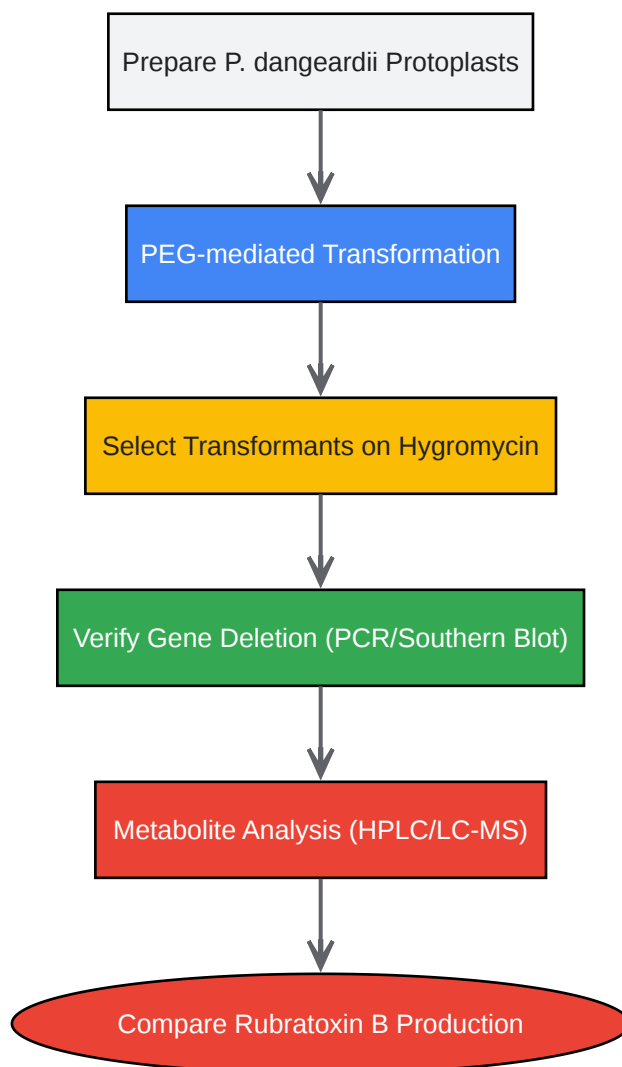 Prepare P. dangeardii Protoplasts
PEG-mediated Transformation
Select Transformants on Hygromycin
Verify Gene Deletion (PCR/Southern Blot)
Metabolite Analysis (HPLC/LC-MS)
Compare Rubratoxin B Production